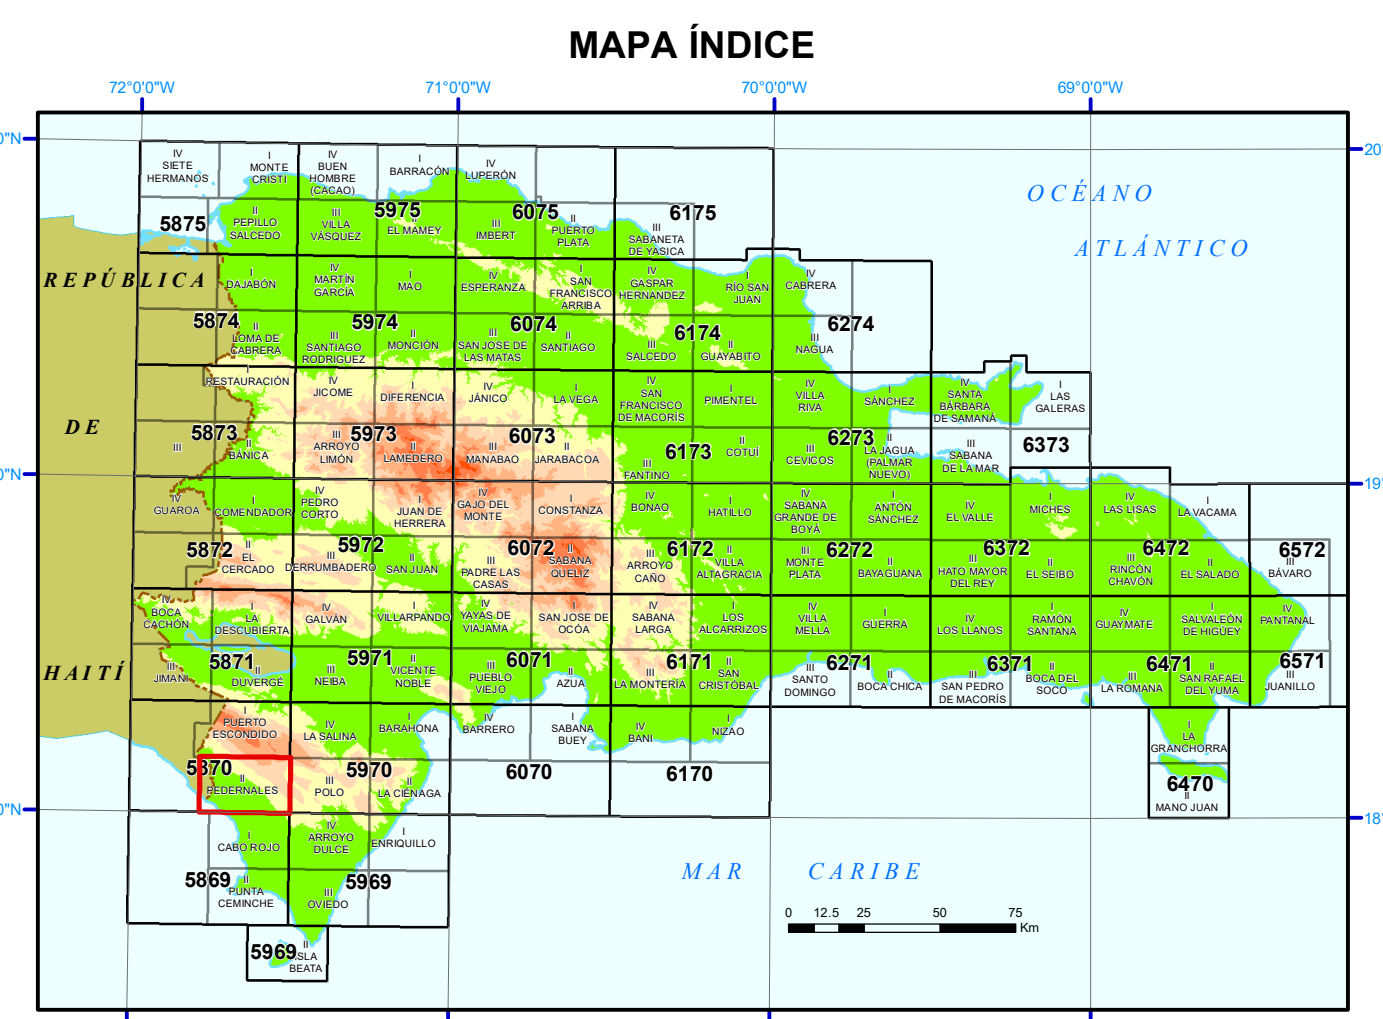 MAPA ÍNDICE
72°0'0"W
71°0'0"W
70°0'0"W
69°0'0"W
0"N
20°
OCÉANO
ATLÁNTICO
IV
SIETE
HERMANOS
I
MONTE
CRISTI
IV
BUEN
HOMBRE
(CACAO)
I
BARRACÓN
IV
LUPERÓN
5875
II
PEPILLO
SALCEDO
III
VILLA
VÁSQUEZ
5975
II
EL MAMEY
III
IMBERT
6075
II
PUERTO
PLATA
III
SABANETA
DE YASICA
6175
REPÚBLICA
I
DAJABÓN
IV
MARTÍN
GARCÍA
I
MAO
IV
ESPERANZA
I
SAN
FRANCISCO
ARRIBA
IV
GASPAR
HERNANDEZ
I
RÍO SAN
JUAN
IV
CABRERA
5874
II
LOMA DE
CABRERA
III
SANTIAGO
RODRIGUEZ
5974
II
MONCIÓN
III
SAN JOSE DE
LAS MATAS
6074
II
SANTIAGO
III
SALCEDO
6174
II
GUAYABITO
III
NAGUA
6274
I
RESTAURACIÓN
IV
JICOME
I
DIFERENCIA
IV
JÁNICO
I
LA VEGA
IV
SAN
FRANCISCO
DE MACORÍS
I
PIMENTEL
IV
VILLA
RIVA
I
SÁNCHEZ
IV
SANTA
BÁRBARA
DE SAMANÁ
I
LAS
GALERAS
DE
III
5873
II
BÁNICA
III
ARROYO
LIMÓN
5973
II
LAMEDERO
III
MANABAO
6073
II
JARABACOA
III
FANTINO
6173
II
COTUÍ
III
CEVICOS
6273
II
LA JAGUA
(PALMAR
NUEVO)
III
SABANA
DE LA MAR
6373
0"N
19°
IV
GUAROA
I
COMENDADOR
IV
PEDRO
CORTO
I
JUAN DE
HERRERA
IV
GAJO DEL
MONTE
I
CONSTANZA
IV
BONAO
I
HATILLO
IV
SABANA
GRANDE DE
BOYÁ
I
ANTÓN
SÁNCHEZ
IV
EL VALLE
I
MICHES
IV
LAS LISAS
I
LA VACAMA
5872
II
EL
CERCADO
III
DERRUMBADERO
5972
II
SAN JUAN
III
PADRE LAS
CASAS
6072
II
SABANA
QUELIZ
III
ARROYO
CAÑO
6172
II
VILLA
ALTAGRACIA
III
MONTE
PLATA
6272
II
BAYAGUANA
III
HATO MAYOR
DEL REY
6372
II
EL SEIBO
III
RINCÓN
CHAVÓN
6472
II
EL SALADO
6572
III
BÁVARO
IV
BOCA
CACHÓN
I
LA
DESCUBIERTA
IV
GALVÁN
I
VILLARPANDO
IV
YAYAS DE
VIAJAMA
I
SAN JOSE DE
OCÓA
IV
SABANA
LARGA
I
LOS
ALCARRIZOS
IV
VILLA
MELLA
I
GUERRA
IV
LOS LLANOS
I
RAMÓN
SANTANA
IV
GUAYMATE
I
SALVALEÓN
DE HIGUEY
IV
PANTANAL
HAITÍ
III
JIMANÍ
5871
II
DUVERGÉ
III
NEIBA
5971
II
VICENTE
NOBLE
III
PUEBLO
VIEJO
6071
II
AZUA
III
LA MONTERÍA
6171
II
SAN
CRISTÓBAL
III
SANTO
DOMINGO
6271
II
BOCA CHICA
III
SAN PEDRO
DE MACORÍS
6371
II
BOCA DEL
SOCO
III
LA ROMANA
6471
II
SAN RAFAEL
DEL YUMA
6571
III
JUANILLO
I
PUERTO
ESCONDIDO
IV
LA SALINA
I
BARAHONA
IV
BARRERO
I
SABANA
BUEY
IV
BANI
I
NIZAO
I
LA
GRANCHORRA
5870
II
PEDERNALES
III
POLO
5970
II
LA CIÉNAGA
6070
6170
6470
II
MANO JUAN
0"N
18°
I
CABO ROJO
IV
ARROYO
DULCE
I
ENRIQUILLO
MAR CARIBE
5869
II
PUNTA
CEMINCHE
III
OVIEDO
5969
0 12.5 25 50 75
Km
5969
II
ISLA
BEATA